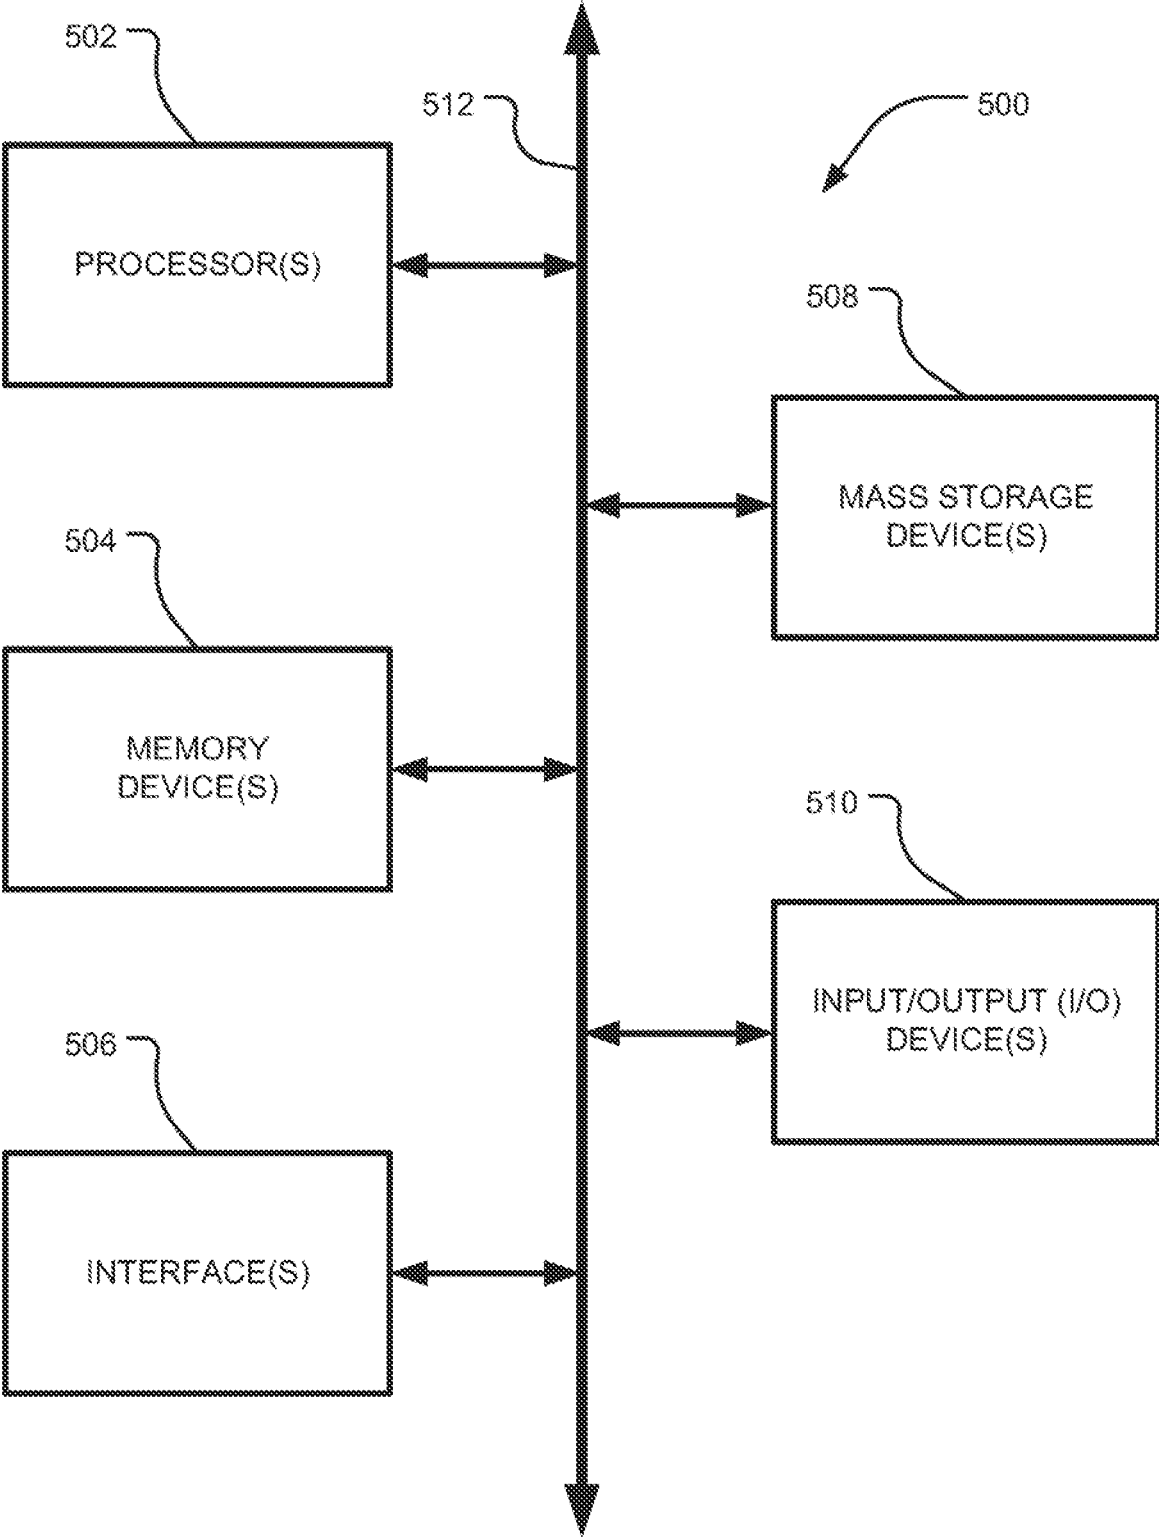 502
512
500
PROCESSOR(S)
508
MASS STORAGE
DEVICE(S)
504
MEMORY
DEVICE(S)
510
INPUT/OUTPUT (I/O)
DEVICE(S)
506
INTERFACE(S)